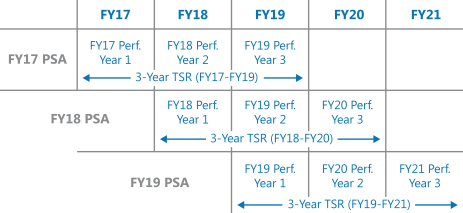 FY17 FY18 FY19 FY20 FY21
FY17 PSA
FY17 Perf. FY18 Perf. FY19 Perf.
Year 1 Year 2 Year 3
3-Year TSR (FY17-FY19)
FY18 PSA
FY18 Perf. FY19 Perf. FY20 Perf.
Year 1 Year 2 Year 3
3-Year TSR (FY18-FY20)
FY19 PSA
FY19 Perf. FY20 Perf. FY21 Perf.
Year 1 Year 2 Year 3
3-Year TSR (FY19-FY21)